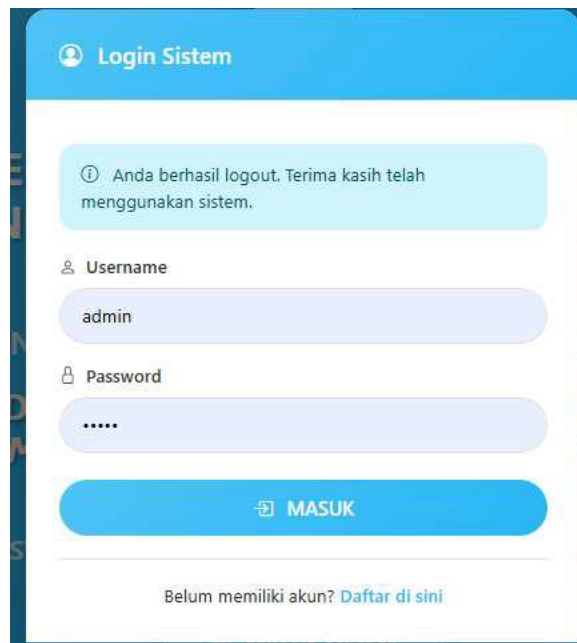 Login Sistem
Anda berhasil logout. Terima kasih telah
menggunakan sistem.
Username
admin
Password
•••••
MASUK
Belum memiliki akun? Daftar di sini